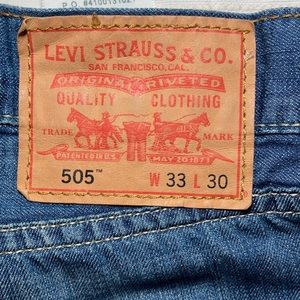 P.O. #4100131027
LEVI STRAUSS & CO.
SAN FRANCISCO, CAL.
ORIGINAL RIVETED
QUALITY CLOTHING
TRADE MARK
PATENTED IN U.S. MAY 20 1873
505™ W 33 L 30